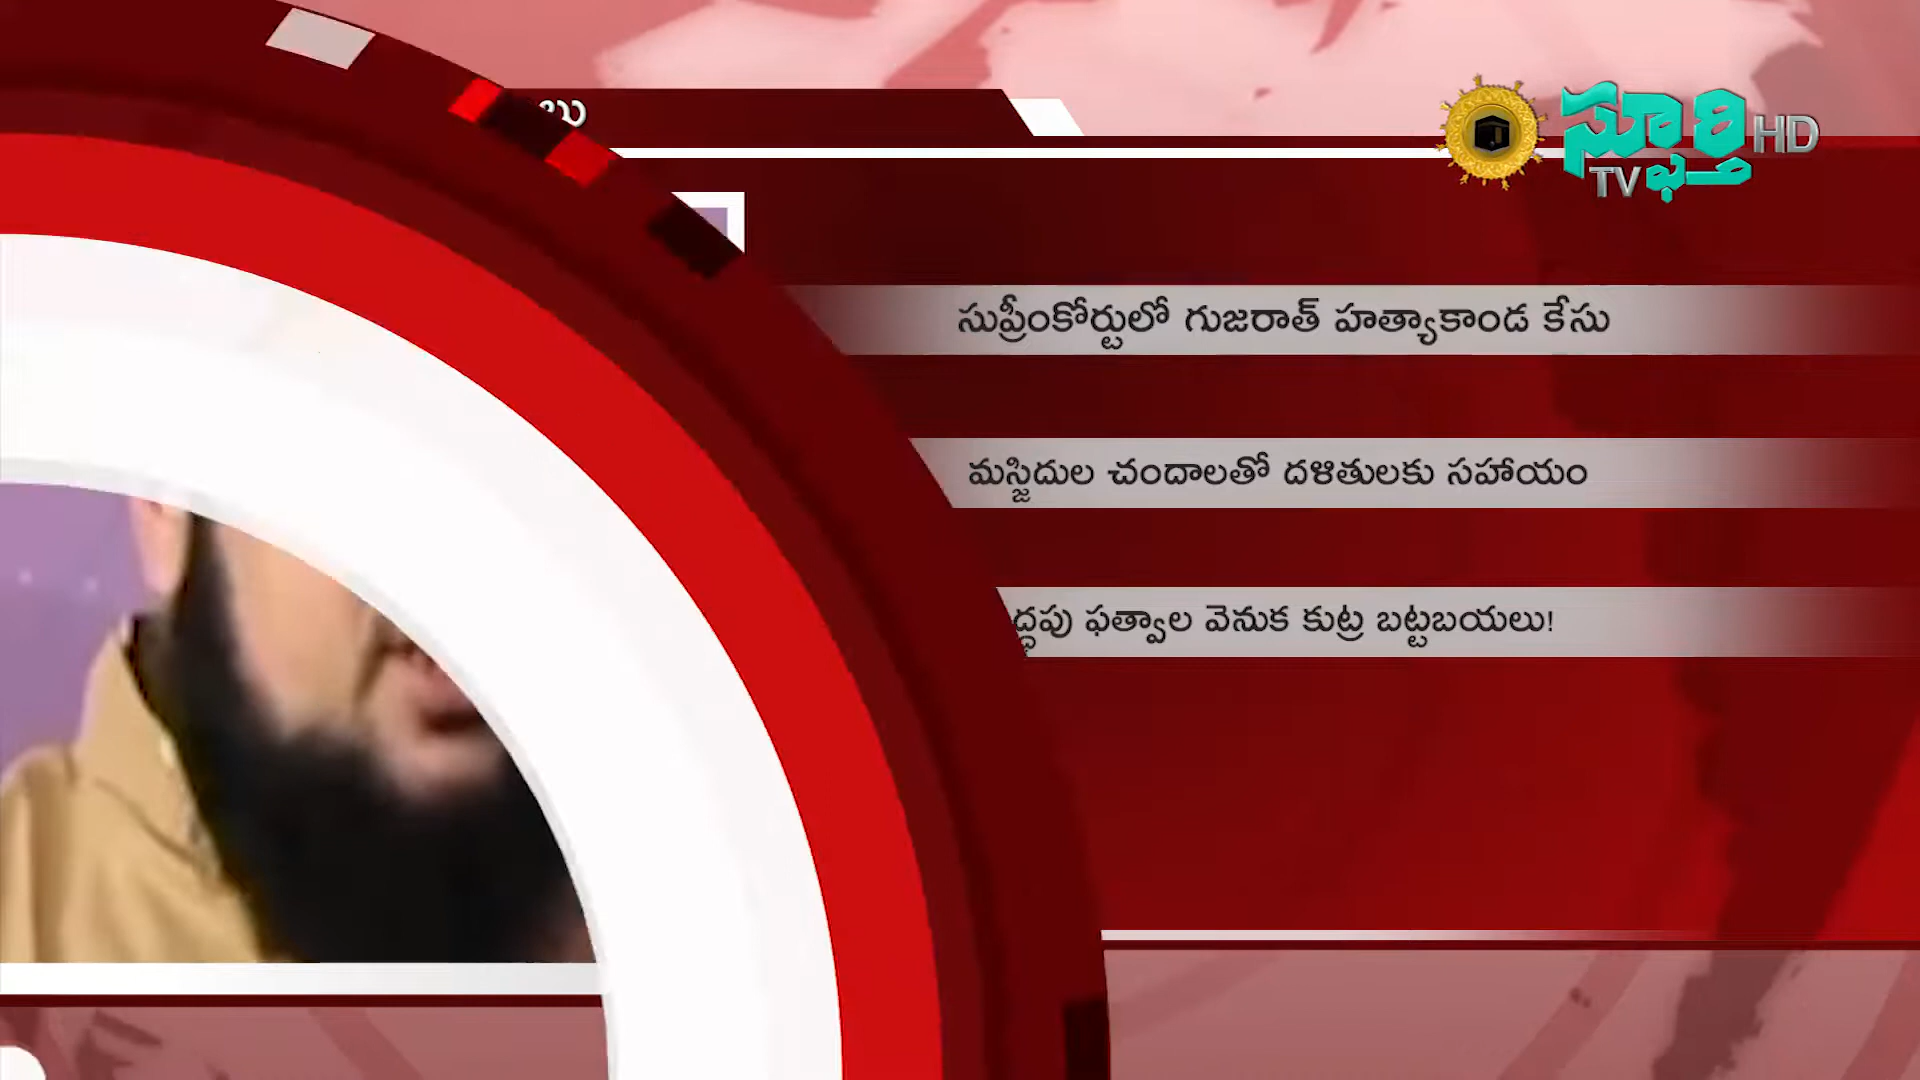 స్ఫూర్తి HD
TV
సుప్రీంకోర్టులో గుజరాత్ హత్యాకాండ కేసు
మస్జిదుల చందాలతో దళితులకు సహాయం
ఫత్వాల వెనుక కుట్ర బట్టబయలు!